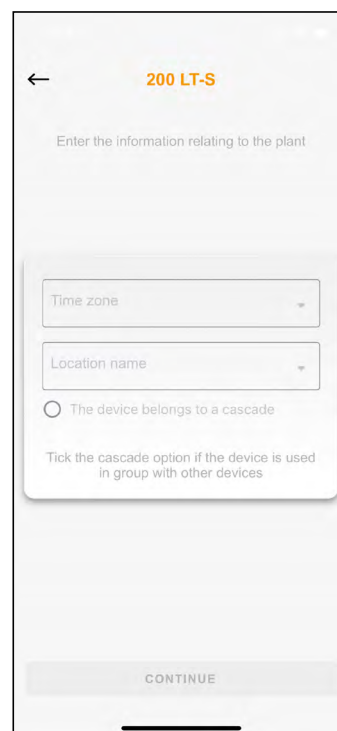 200 LT-S
Enter the information relating to the plant
Time zone
Location name
The device belongs to a cascade
Tick the cascade option if the device is used
in group with other devices
CONTINUE